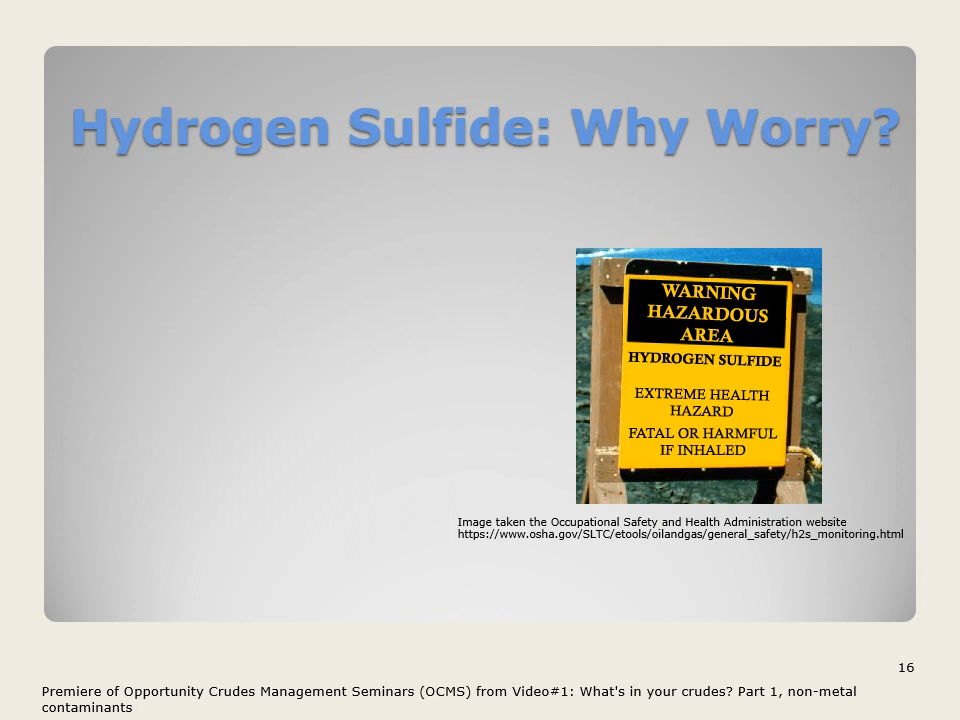 Hydrogen Sulfide: Why Worry?
WARNING
HAZARDOUS
AREA
HYDROGEN SULFIDE
EXTREME HEALTH
HAZARD
FATAL OR HARMFUL
IF INHALED
Image taken the Occupational Safety and Health Administration website
https://www.osha.gov/SLTC/etools/oilandgas/general_safety/h2s_monitoring.html
16
Premiere of Opportunity Crudes Management Seminars (OCMS) from Video#1: What's in your crudes? Part 1, non-metal
contaminants